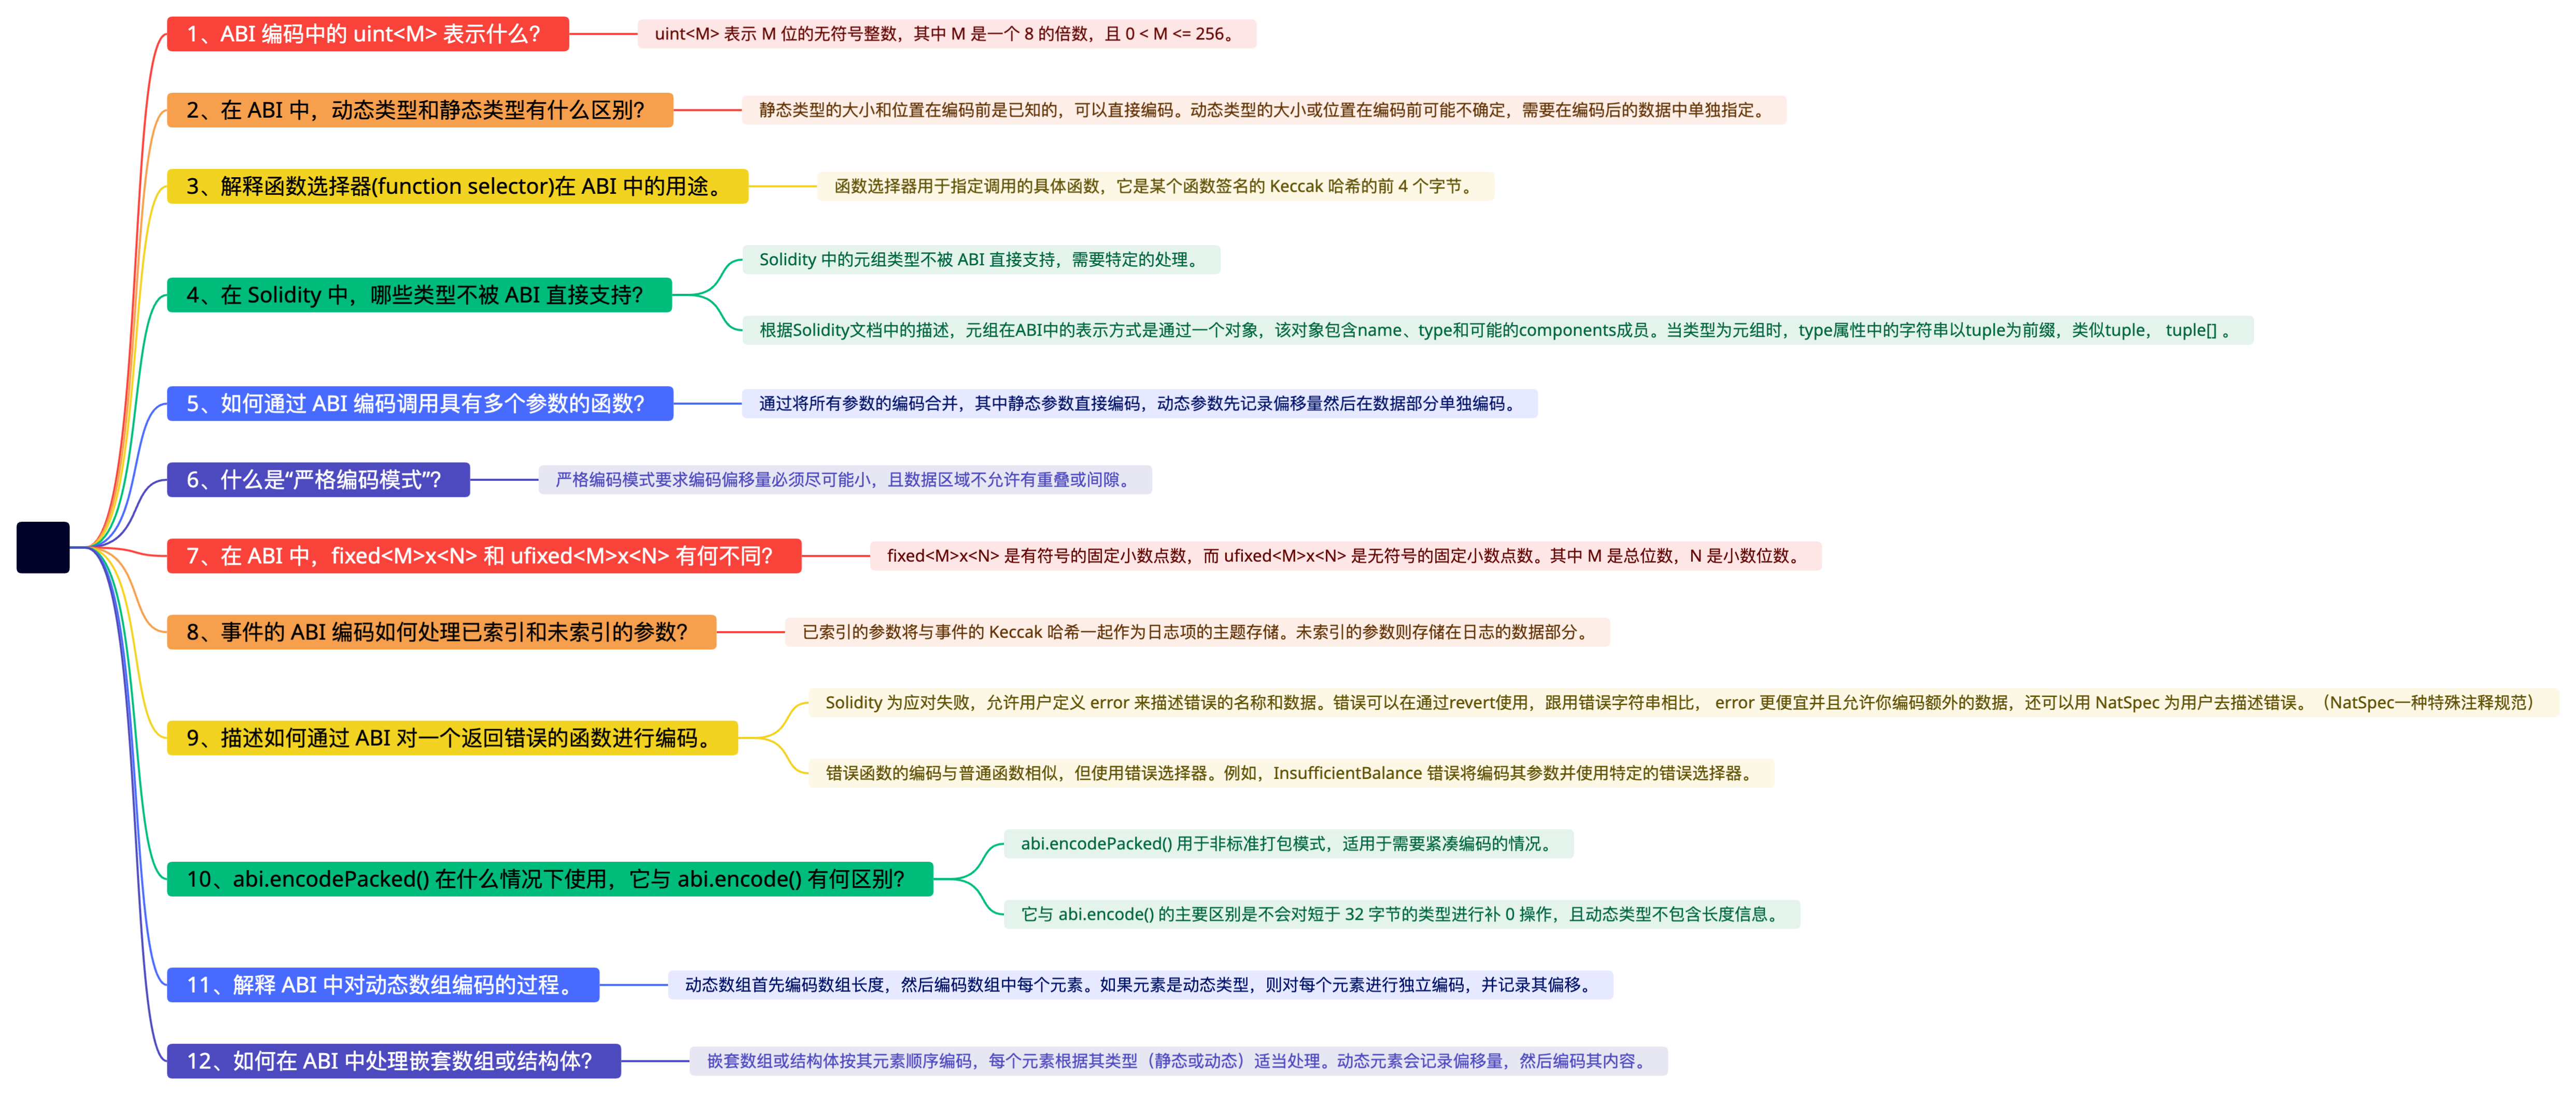 1、ABI 编码中的 uint<M> 表示什么？
uint<M> 表示 M 位的无符号整数，其中 M 是一个 8 的倍数，且 0 < M <= 256。
2、在 ABI 中，动态类型和静态类型有什么区别？
静态类型的大小和位置在编码前是已知的，可以直接编码。动态类型的大小或位置在编码前可能不确定，需要在编码后的数据中单独指定。
3、解释函数选择器(function selector)在 ABI 中的用途。
函数选择器用于指定调用的具体函数，它是某个函数签名的 Keccak 哈希的前 4 个字节。
4、在 Solidity 中，哪些类型不被 ABI 直接支持？
Solidity 中的元组类型不被 ABI 直接支持，需要特定的处理。
根据Solidity文档中的描述，元组在ABI中的表示方式是通过一个对象，该对象包含name、type和可能的components成员。当类型为元组时，type属性中的字符串以tuple为前缀，类似tuple， tuple[] 。
5、如何通过 ABI 编码调用具有多个参数的函数？
通过将所有参数的编码合并，其中静态参数直接编码，动态参数先记录偏移量然后在数据部分单独编码。
6、什么是“严格编码模式”？
严格编码模式要求编码偏移量必须尽可能小，且数据区域不允许有重叠或间隙。
7、在 ABI 中，fixed<M>x<N> 和 ufixed<M>x<N> 有何不同？
fixed<M>x<N> 是有符号的固定小数点数，而 ufixed<M>x<N> 是无符号的固定小数点数。其中 M 是总位数，N 是小数位数。
8、事件的 ABI 编码如何处理已索引和未索引的参数？
已索引的参数将与事件的 Keccak 哈希一起作为日志项的主题存储。未索引的参数则存储在日志的数据部分。
9、描述如何通过 ABI 对一个返回错误的函数进行编码。
Solidity 为应对失败，允许用户定义 error 来描述错误的名称和数据。错误可以在通过revert使用，跟用错误字符串相比， error 更便宜并且允许你编码额外的数据，还可以用 NatSpec 为用户去描述错误。（NatSpec一种特殊注释规范）
错误函数的编码与普通函数相似，但使用错误选择器。例如，InsufficientBalance 错误将编码其参数并使用特定的错误选择器。
10、abi.encodePacked() 在什么情况下使用，它与 abi.encode() 有何区别？
abi.encodePacked() 用于非标准打包模式，适用于需要紧凑编码的情况。
它与 abi.encode() 的主要区别是不会对短于 32 字节的类型进行补 0 操作，且动态类型不包含长度信息。
11、解释 ABI 中对动态数组编码的过程。
动态数组首先编码数组长度，然后编码数组中每个元素。如果元素是动态类型，则对每个元素进行独立编码，并记录其偏移。
12、如何在 ABI 中处理嵌套数组或结构体？
嵌套数组或结构体按其元素顺序编码，每个元素根据其类型（静态或动态）适当处理。动态元素会记录偏移量，然后编码其内容。